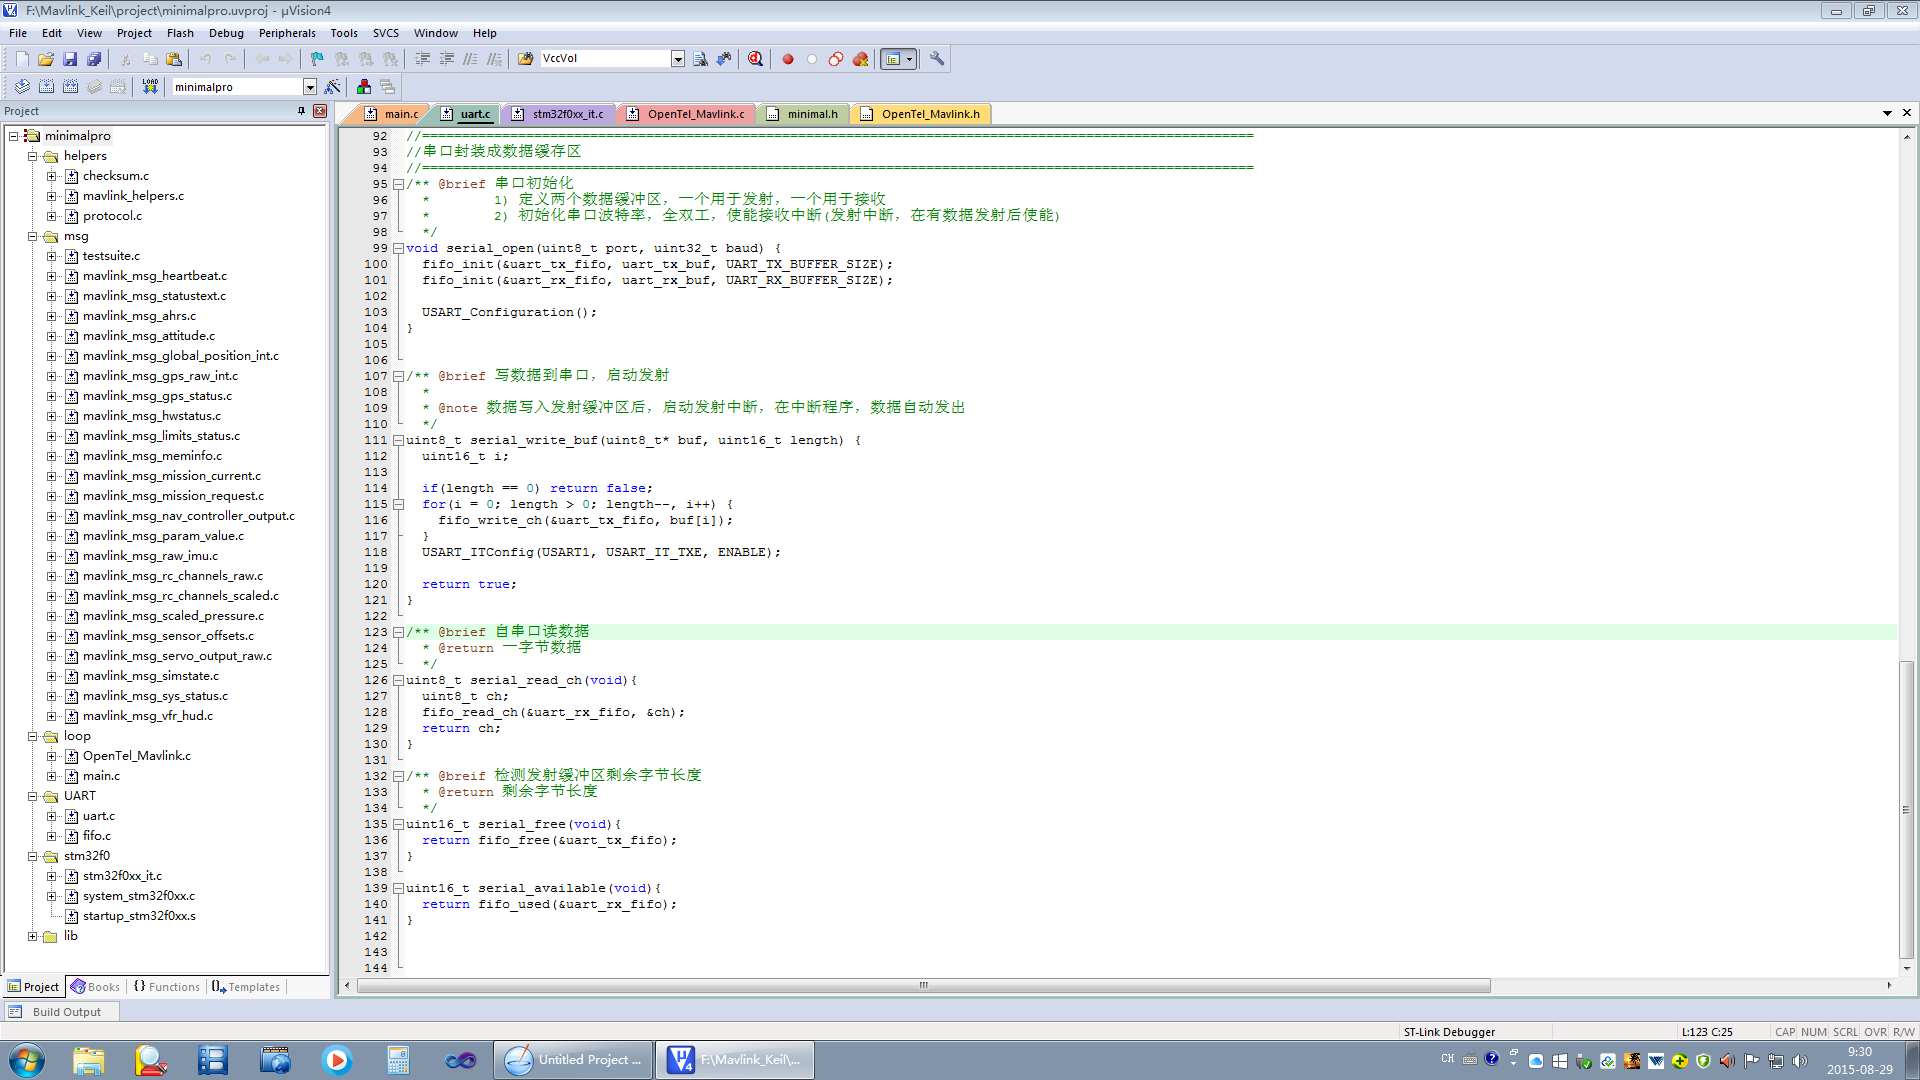 F:\Mavlink_Keil\project\minimalpro.uvproj - µVision4
File Edit View Project Flash Debug Peripherals Tools SVCS Window Help
VccVol
LOAD
minimalpro
Project
main.c uart.c stm32f0xx_it.c OpenTel_Mavlink.c minimal.h OpenTel_Mavlink.h
minimalpro
helpers
checksum.c
mavlink_helpers.c
protocol.c
msg
testsuite.c
mavlink_msg_heartbeat.c
mavlink_msg_statustext.c
mavlink_msg_ahrs.c
mavlink_msg_attitude.c
mavlink_msg_global_position_int.c
mavlink_msg_gps_raw_int.c
mavlink_msg_gps_status.c
mavlink_msg_hwstatus.c
mavlink_msg_limits_status.c
mavlink_msg_meminfo.c
mavlink_msg_mission_current.c
mavlink_msg_mission_request.c
mavlink_msg_nav_controller_output.c
mavlink_msg_param_value.c
mavlink_msg_raw_imu.c
mavlink_msg_rc_channels_raw.c
mavlink_msg_rc_channels_scaled.c
mavlink_msg_scaled_pressure.c
mavlink_msg_sensor_offsets.c
mavlink_msg_servo_output_raw.c
mavlink_msg_simstate.c
mavlink_msg_sys_status.c
mavlink_msg_vfr_hud.c
loop
OpenTel_Mavlink.c
main.c
UART
uart.c
fifo.c
stm32f0
stm32f0xx_it.c
system_stm32f0xx.c
startup_stm32f0xx.s
lib
Project Books {} Functions Templates
92 //========================================================================================================
93 //串口封装成数据缓存区
94 //========================================================================================================
95 /** @brief 串口初始化
96 * 1) 定义两个数据缓冲区，一个用于发射，一个用于接收
97 * 2) 初始化串口波特率，全双工，使能接收中断(发射中断，在有数据发射后使能)
98 */
99 void serial_open(uint8_t port, uint32_t baud) {
100 fifo_init(&uart_tx_fifo, uart_tx_buf, UART_TX_BUFFER_SIZE);
101 fifo_init(&uart_rx_fifo, uart_rx_buf, UART_RX_BUFFER_SIZE);
102
103 USART_Configuration();
104 }
105
106
107 /** @brief 写数据到串口，启动发射
108 *
109 * @note 数据写入发射缓冲区后，启动发射中断，在中断程序，数据自动发出
110 */
111 uint8_t serial_write_buf(uint8_t* buf, uint16_t length) {
112 uint16_t i;
113
114 if(length == 0) return false;
115 for(i = 0; length > 0; length--, i++) {
116 fifo_write_ch(&uart_tx_fifo, buf[i]);
117 }
118 USART_ITConfig(USART1, USART_IT_TXE, ENABLE);
119
120 return true;
121 }
122
123 /** @brief 自串口读数据
124 * @return 一字节数据
125 */
126 uint8_t serial_read_ch(void){
127 uint8_t ch;
128 fifo_read_ch(&uart_rx_fifo, &ch);
129 return ch;
130 }
131
132 /** @breif 检测发射缓冲区剩余字节长度
133 * @return 剩余字节长度
134 */
135 uint16_t serial_free(void){
136 return fifo_free(&uart_tx_fifo);
137 }
138
139 uint16_t serial_available(void){
140 return fifo_used(&uart_rx_fifo);
141 }
142
143
144
Build Output
ST-Link Debugger L:123 C:25 CAP NUM SCRL OVR R/W
Untitled Project ... F:\Mavlink_Keil\...
CH
9:30
2015-08-29